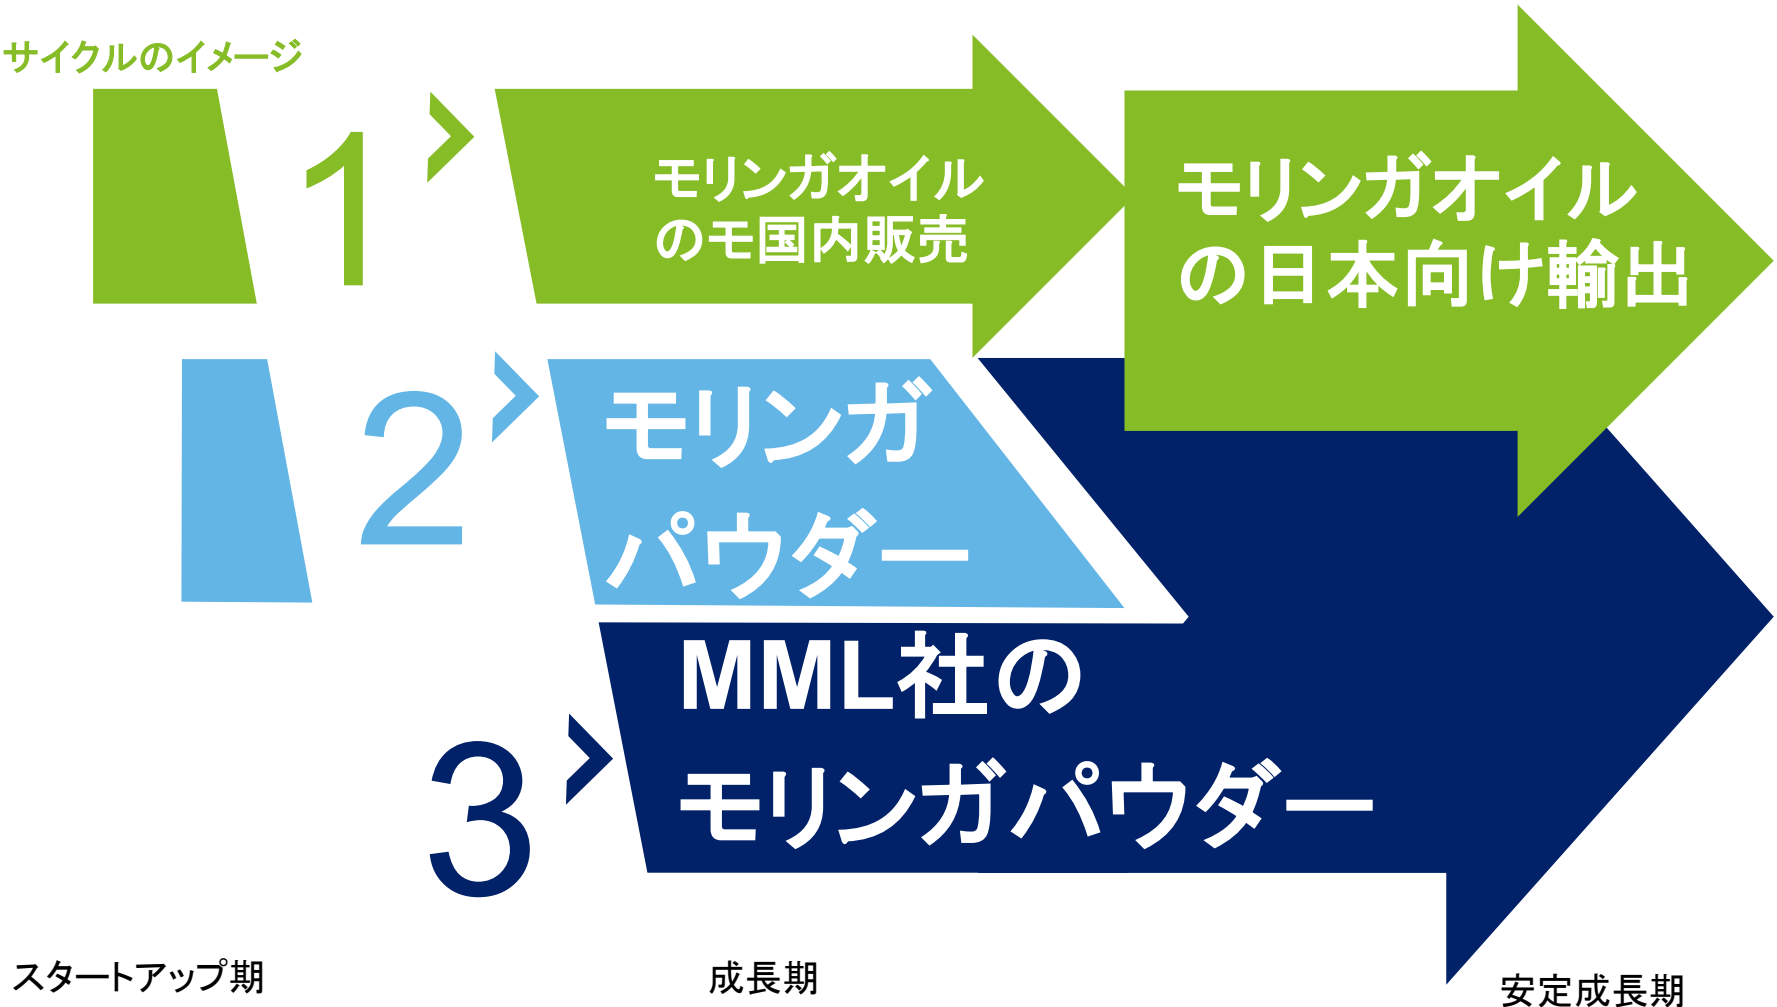 サイクルのイメージ
1
モリンガオイル
のモ国内販売
モリンガオイル
の日本向け輸出
2
モリンガ
パウダー
3
MML社の
モリンガパウダー
スタートアップ期
成長期
安定成長期